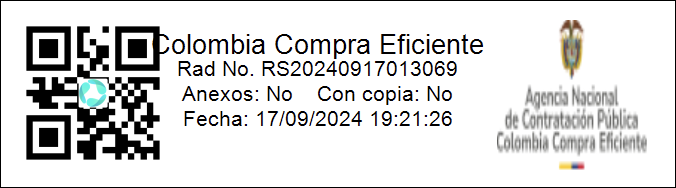 Colombia Compra Eficiente
Rad No. RS20240917013069
Anexos: No Con copia: No
Fecha: 17/09/2024 19:21:26
Agencia Nacional
de Contratación Pública
Colombia Compra Eficiente